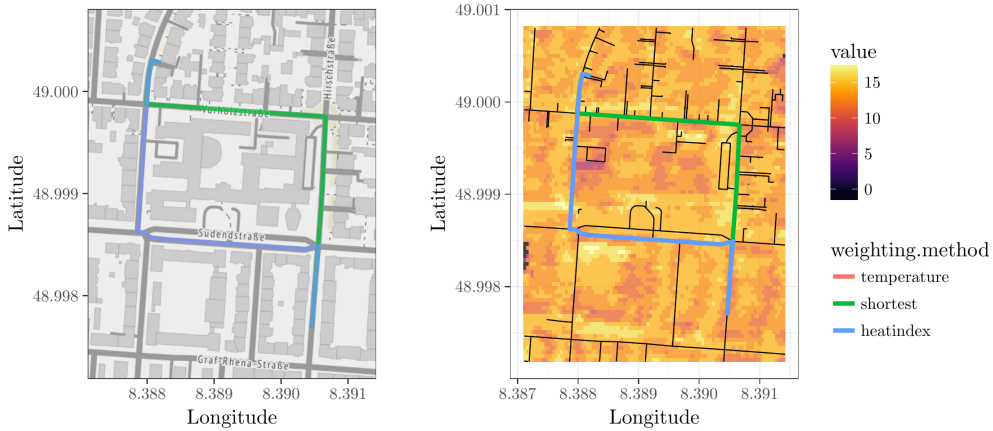 49.000
48.999
48.998
Latitude
8.388
8.389
8.390
8.391
Longitude
Vorholzstraße
Hirschstraße
Südendstraße
Graf-Rhena-Straße
49.001
49.000
48.999
48.998
Latitude
8.387
8.388
8.389
8.390
8.391
Longitude
value
15
10
5
0
weighting.method
temperature
shortest
heatindex